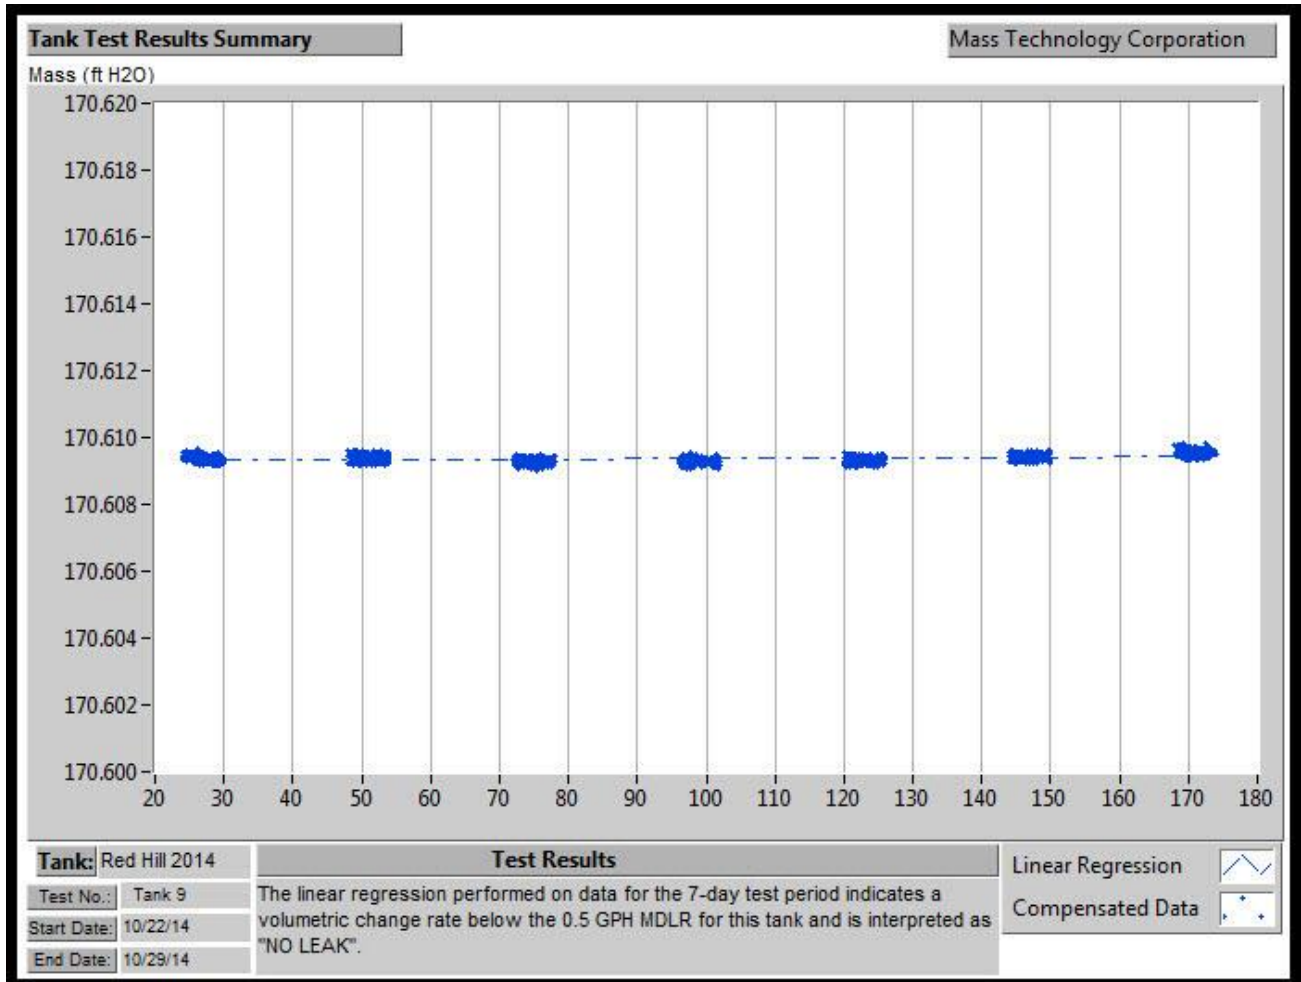 Tank Test Results Summary
Mass Technology Corporation
Mass (ft H2O)
170.620
170.618
170.616
170.614
170.612
170.610
170.608
170.606
170.604
170.602
170.600
20 30 40 50 60 70 80 90 100 110 120 130 140 150 160 170 180
Tank: Red Hill 2014
Test No.: Tank 9
Start Date: 10/22/14
End Date: 10/29/14
Test Results
The linear regression performed on data for the 7-day test period indicates a
volumetric change rate below the 0.5 GPH MDLR for this tank and is interpreted as
"NO LEAK".
Linear Regression
Compensated Data